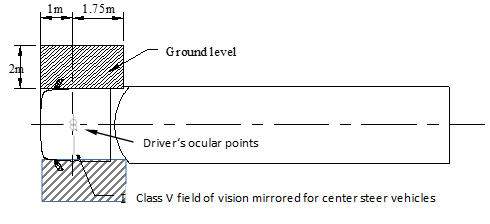 1m 1.75m
Ground level
2m
Driver's ocular points
Class V field of vision mirrored for center steer vehicles